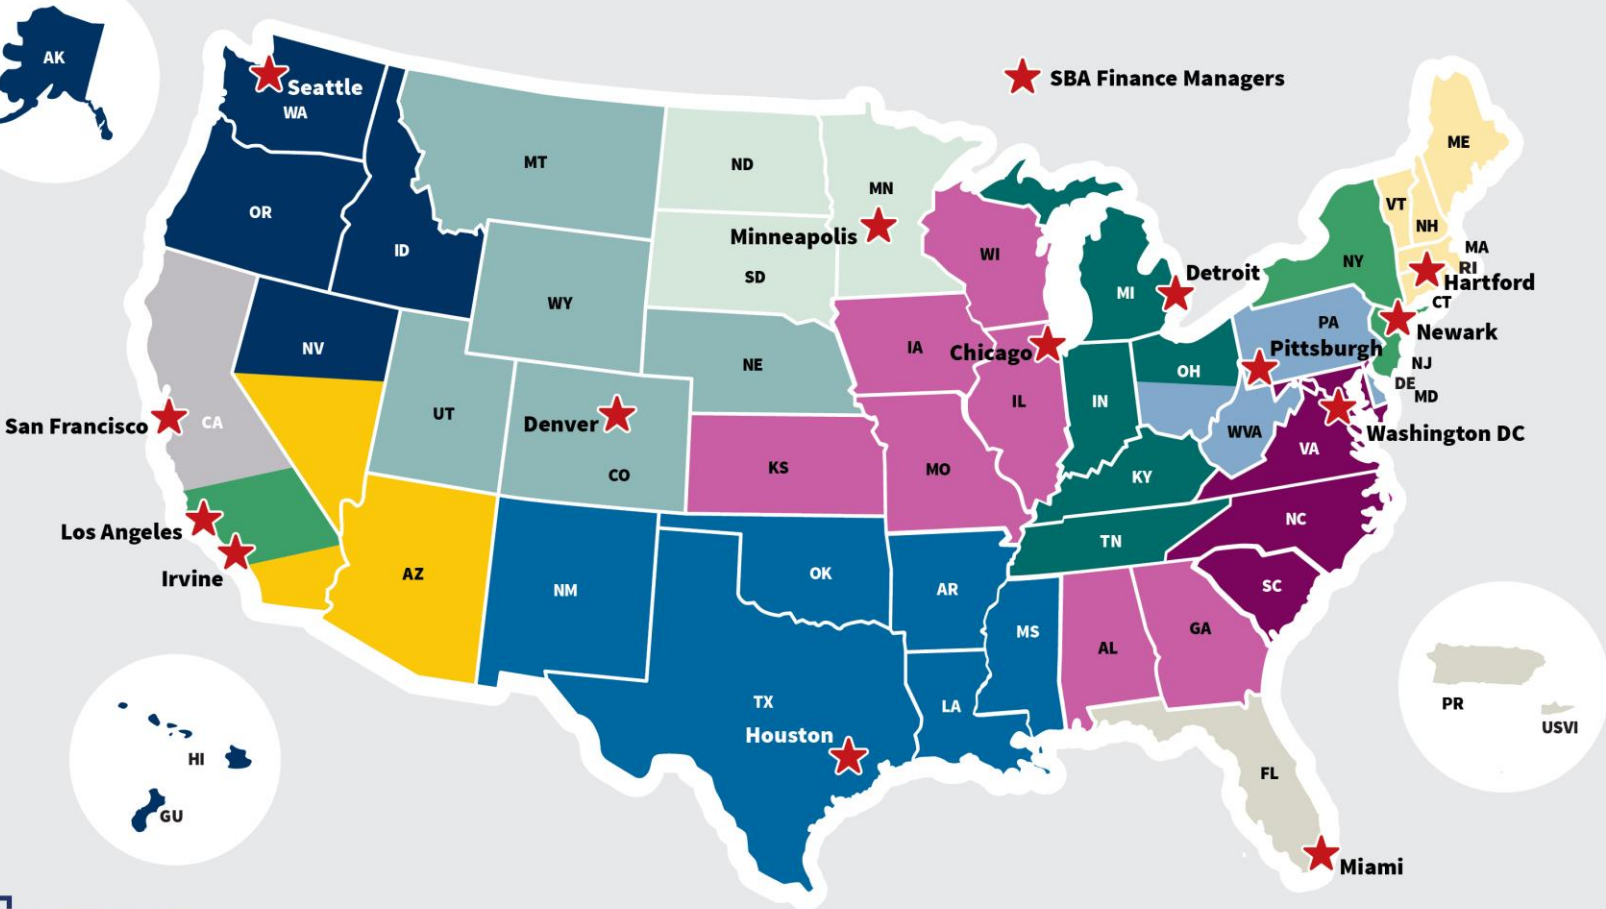 AK
SBA Finance Managers
Seattle
WA
ME
MT
ND
MN
VT
OR
NH
Minneapolis
ID
MA
WI
NY
RI
Detroit
SD
Hartford
MI
WY
CT
PA
Newark
NV
IA
Chicago
Pittsburgh
NE
NJ
OH
DE
MD
UT
IL
IN
San Francisco
CA
Denver
WVA
Washington DC
VA
KS
MO
CO
KY
NC
Los Angeles
TN
Irvine
AZ
OK
SC
NM
AR
MS
GA
AL
TX
LA
PR
USVI
Houston
HI
FL
GU
Miami